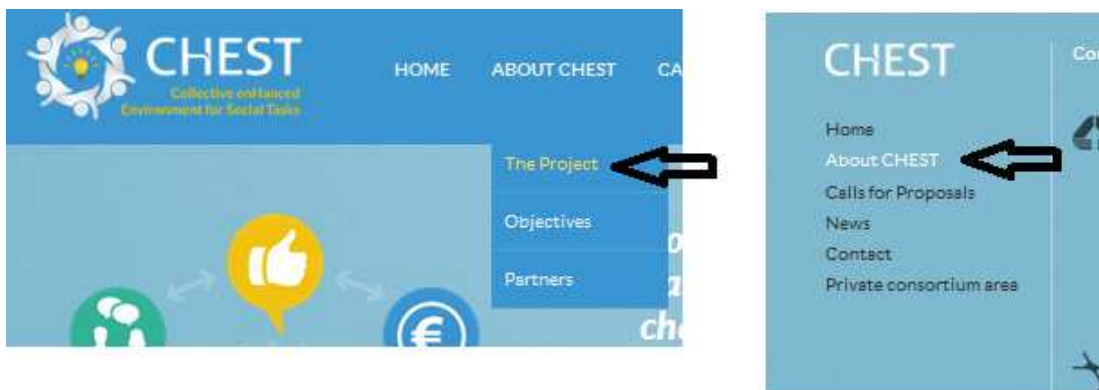 CHEST
Collective enHanced
Environment for Social Tasks
HOME ABOUT CHEST CA
The Project
Objectives
Partners
€
CHEST
Home
About CHEST
Calls for Proposals
News
Contact
Private consortium area